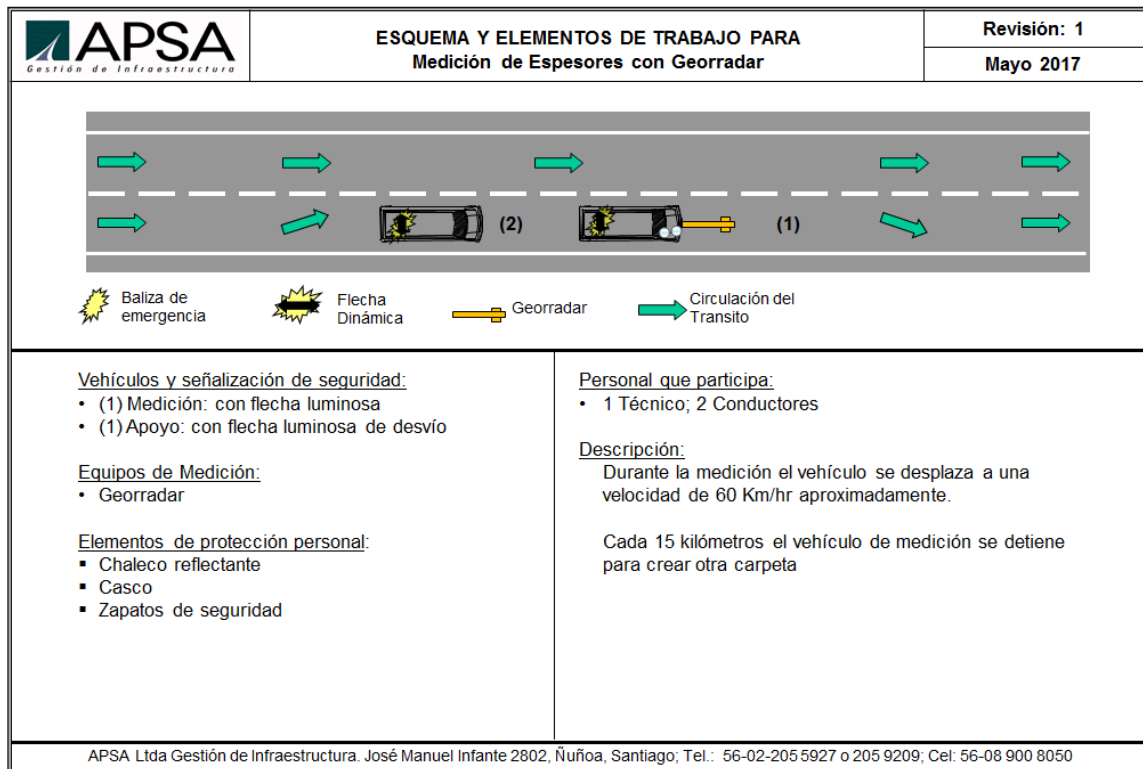 APSA
Gestión de Infraestructura
ESQUEMA Y ELEMENTOS DE TRABAJO PARA
Medición de Espesores con Georradar
Revisión: 1
Mayo 2017
(2)
(1)
Baliza de
emergencia
Flecha
Dinámica
Georradar
Circulación del
Transito
Vehículos y señalización de seguridad:
• (1) Medición: con flecha luminosa
• (1) Apoyo: con flecha luminosa de desvío
Equipos de Medición:
• Georradar
Elementos de protección personal:
▪ Chaleco reflectante
▪ Casco
▪ Zapatos de seguridad
Personal que participa:
• 1 Técnico; 2 Conductores
Descripción:
Durante la medición el vehículo se desplaza a una
velocidad de 60 Km/hr aproximadamente.
Cada 15 kilómetros el vehículo de medición se detiene
para crear otra carpeta
APSA Ltda Gestión de Infraestructura. José Manuel Infante 2802, Ñuñoa, Santiago; Tel.: 56-02-205 5927 o 205 9209; Cel: 56-08 900 8050